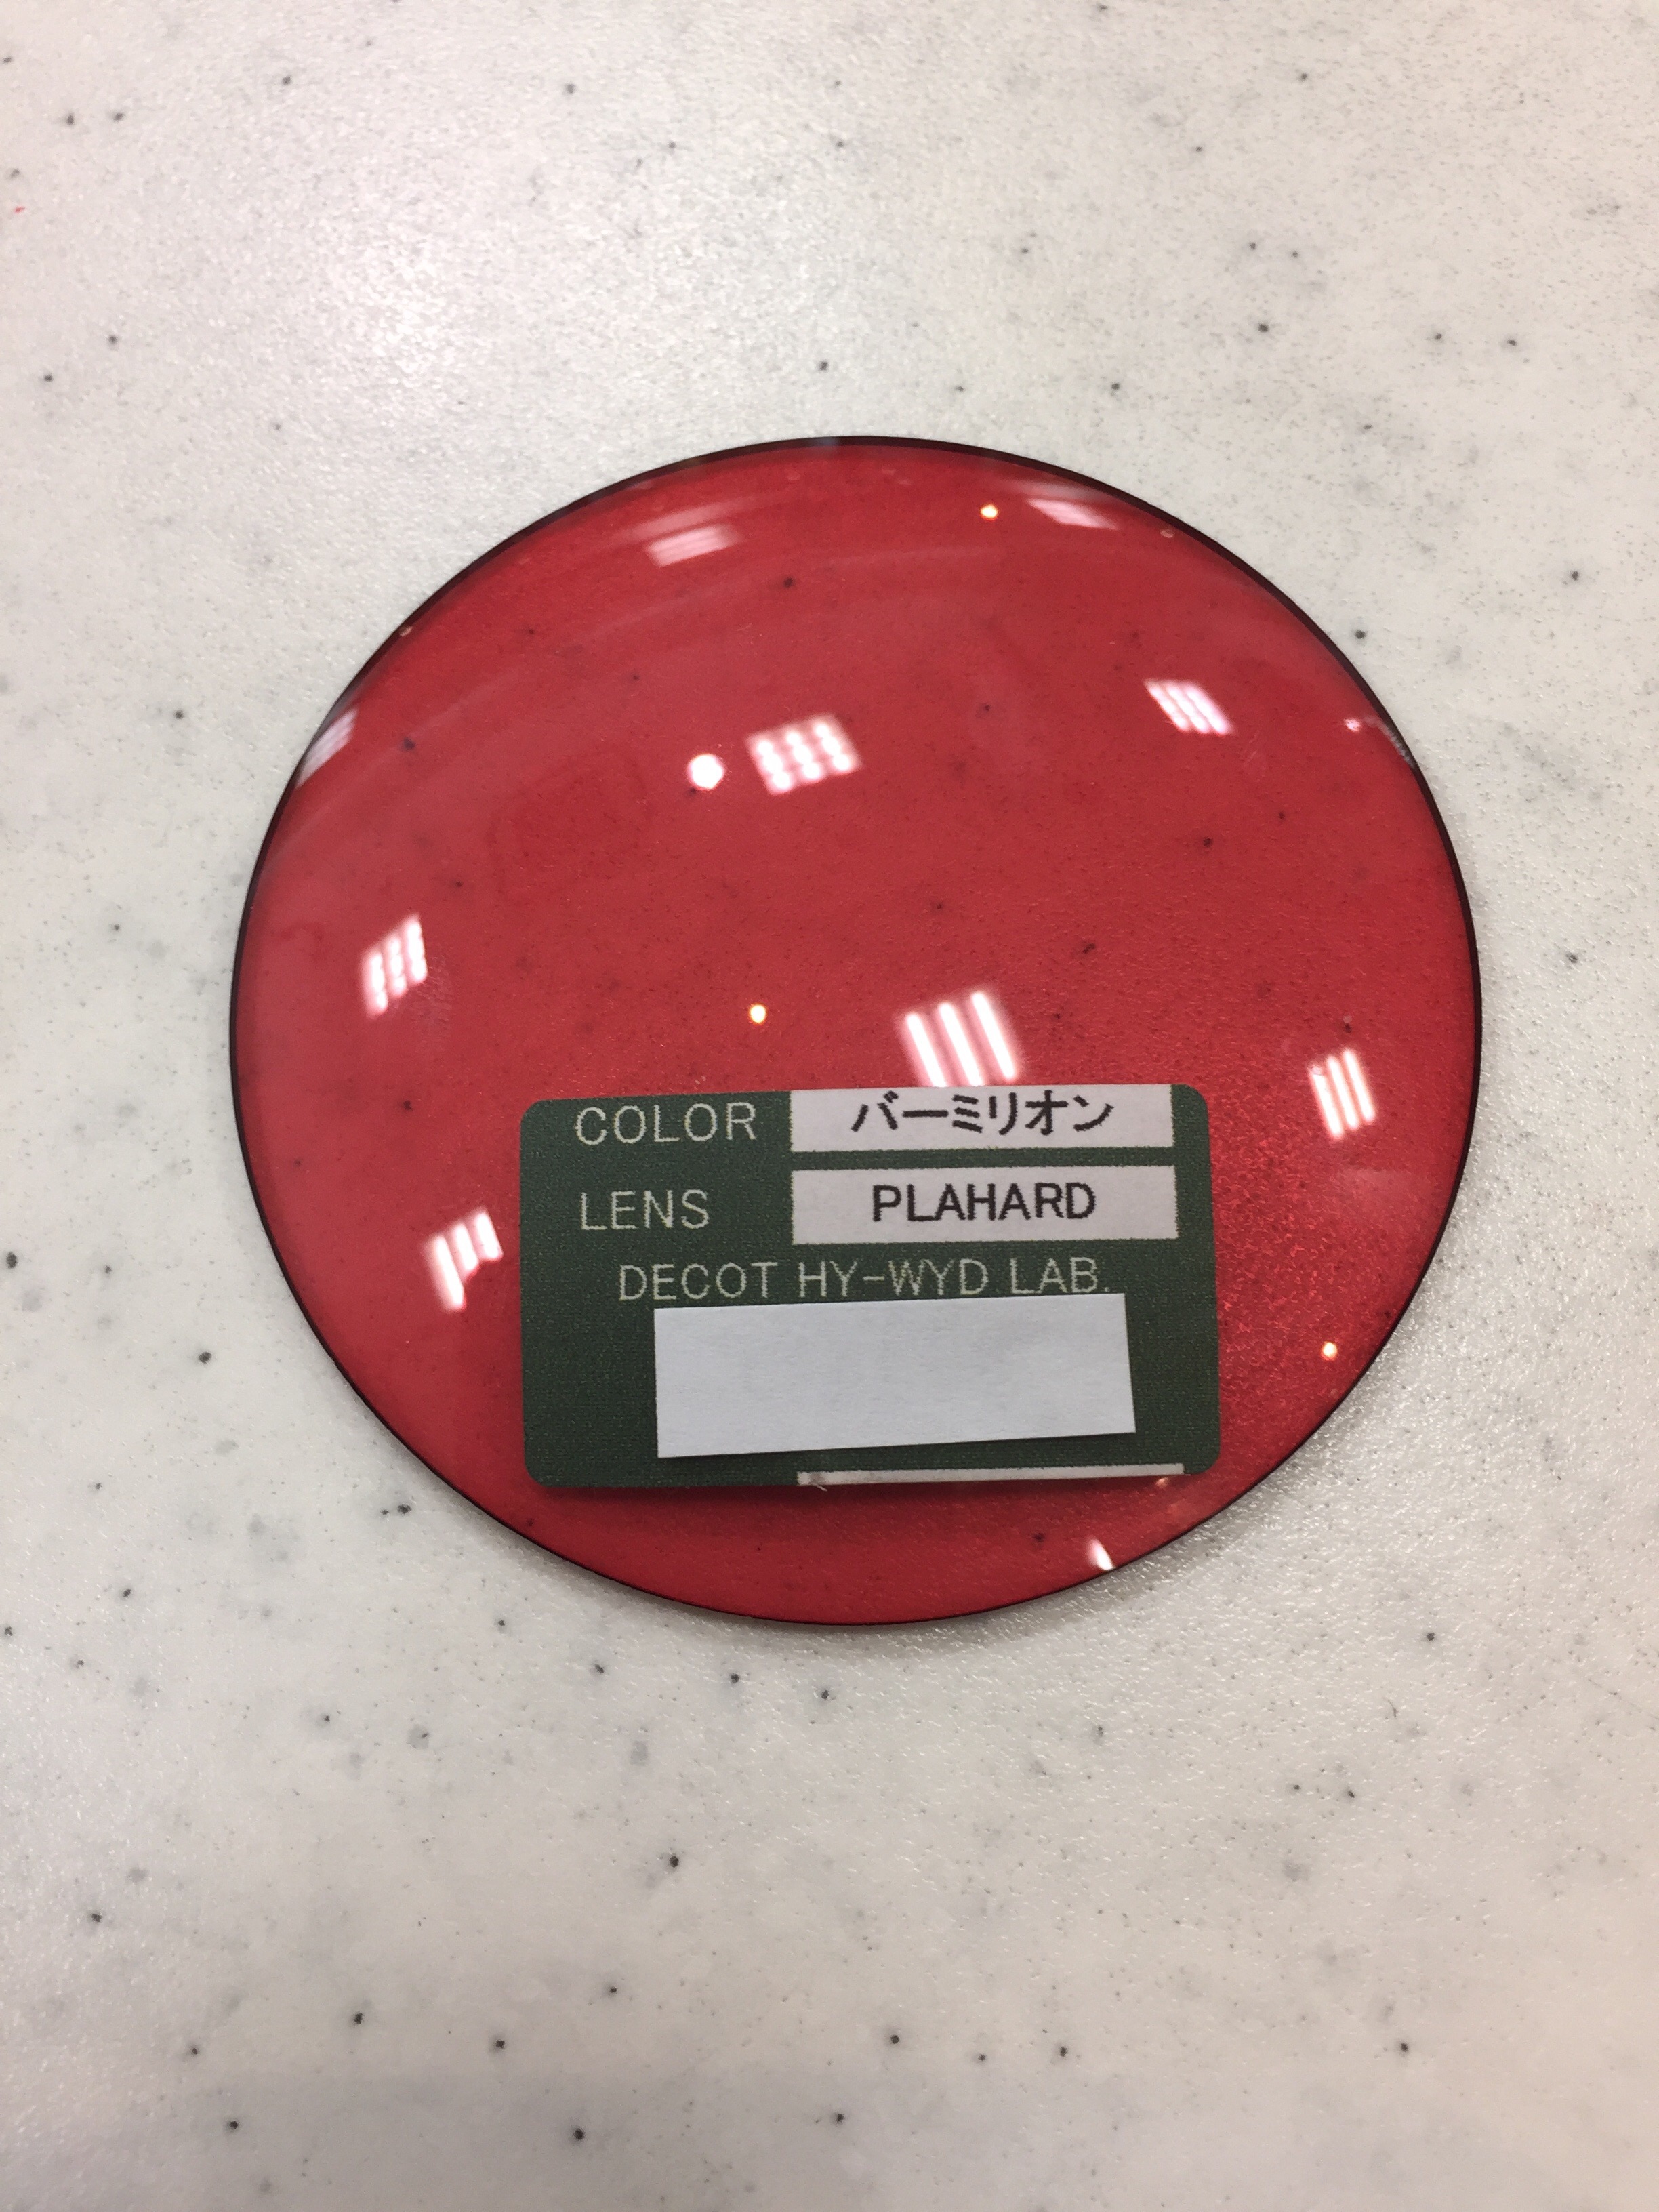 COLOR バーミリオン
LENS PLAHARD
DECOT HY-WYD LAB.